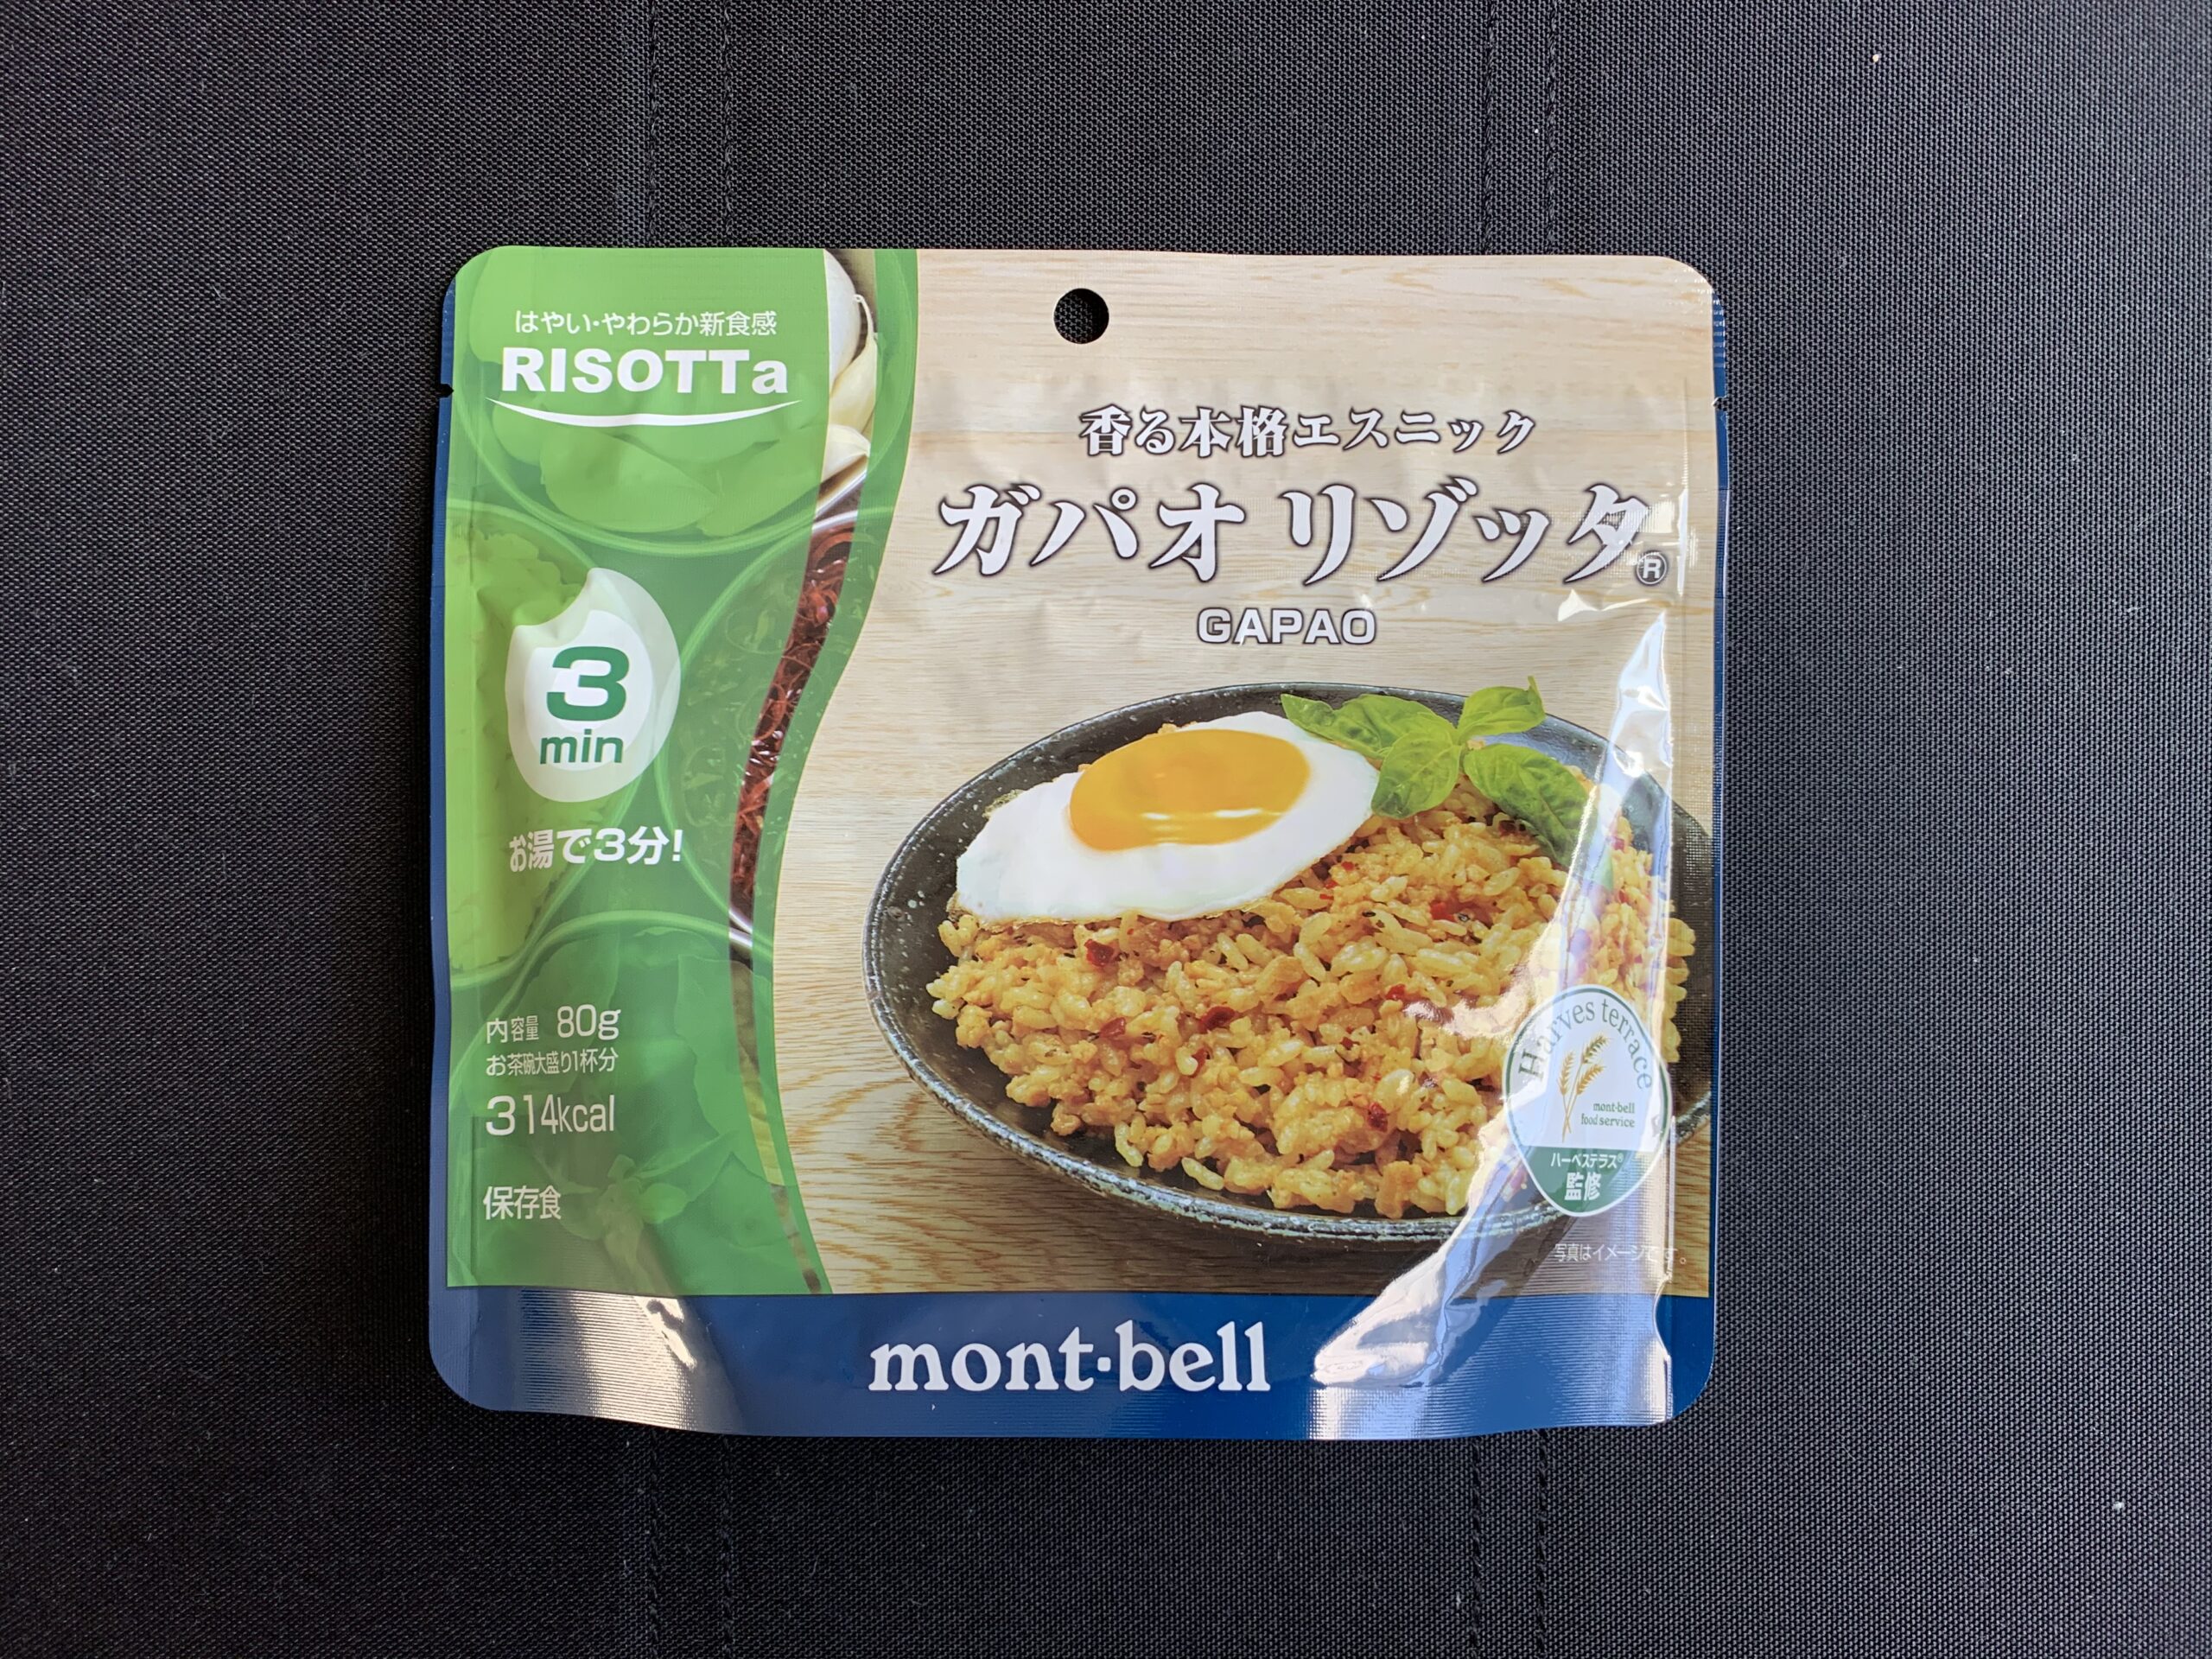 はやい・やわらか新食感
RISOTTa
香る本格エスニック
ガパオ リゾッタ®
GAPAO
3
min
お湯で3分!
内容量 80g
お茶碗大盛り1杯分
314kcal
保存食
Harvest terrace
mont-bell
food service
ハーベステラス®
監修
写真はイメージです。
mont-bell